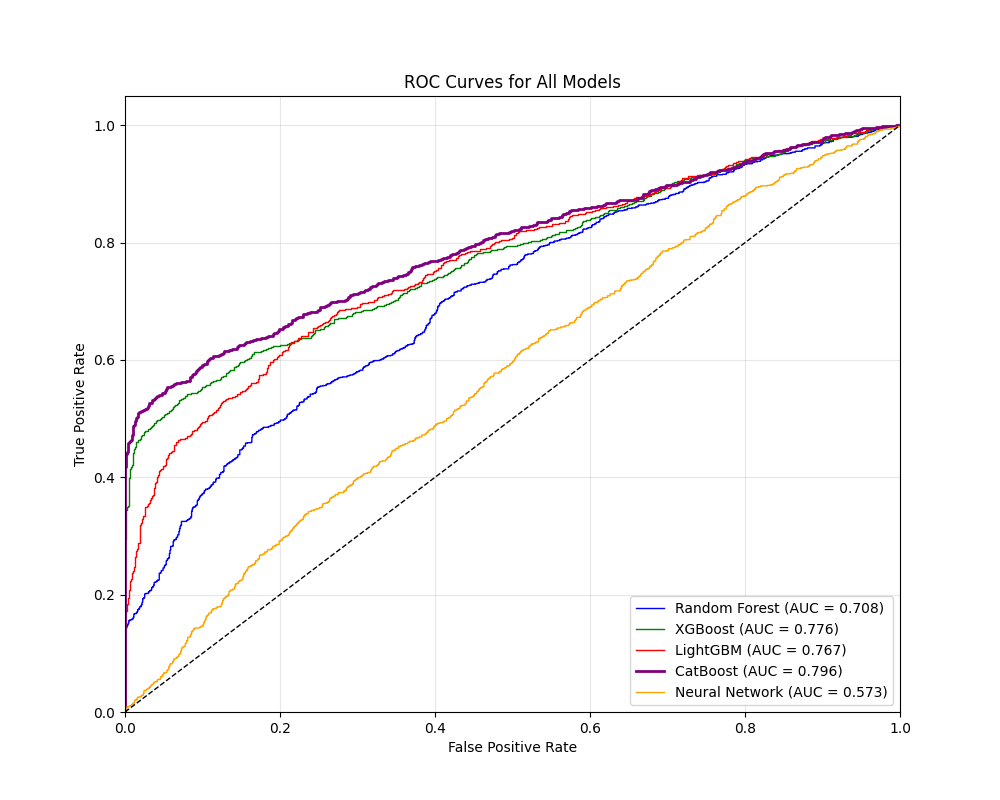 ROC Curves for All Models
1.0
0.8
0.6
0.4
0.2
0.0
True Positive Rate
0.0 0.2 0.4 0.6 0.8 1.0
False Positive Rate
Random Forest (AUC = 0.708)
XGBoost (AUC = 0.776)
LightGBM (AUC = 0.767)
CatBoost (AUC = 0.796)
Neural Network (AUC = 0.573)